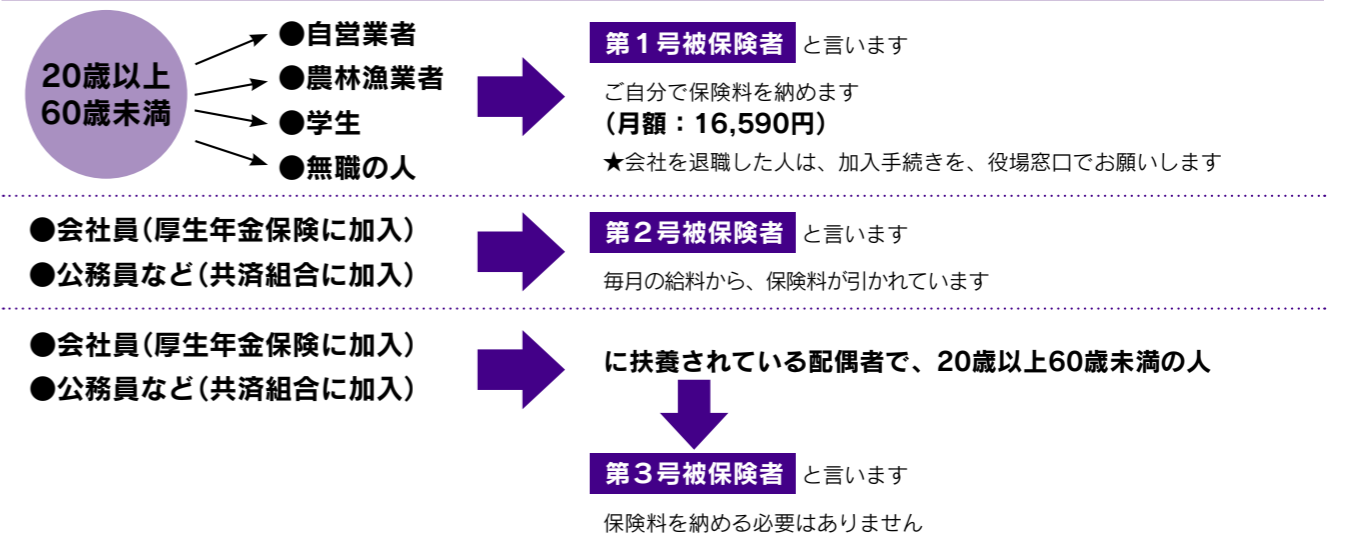 20歳以上
60歳未満
●自営業者
●農林漁業者
●学生
●無職の人
第1号被保険者 と言います
ご自分で保険料を納めます
(月額：16,590円)
★会社を退職した人は、加入手続きを、役場窓口でお願いします
●会社員(厚生年金保険に加入)
●公務員など(共済組合に加入)
第2号被保険者 と言います
毎月の給料から、保険料が引かれています
●会社員(厚生年金保険に加入)
●公務員など(共済組合に加入)
に扶養されている配偶者で、20歳以上60歳未満の人
第3号被保険者 と言います
保険料を納める必要はありません